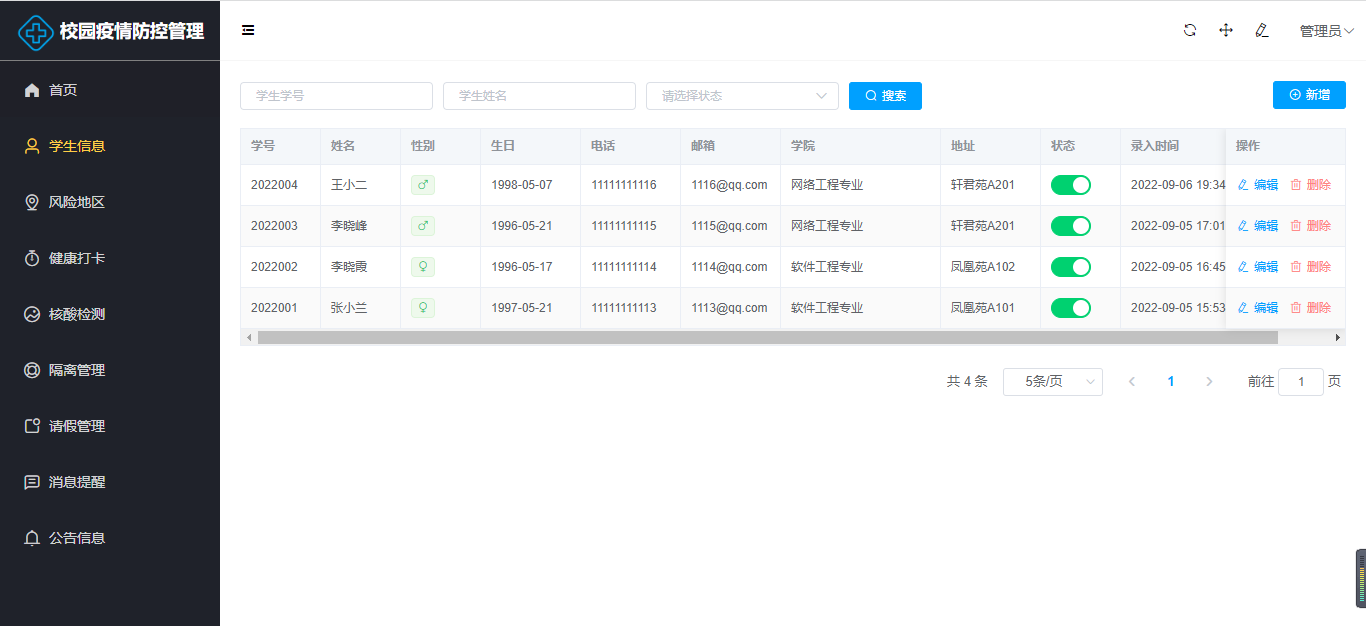 校园疫情防控管理
管理员
首页
学生信息
风险地区
健康打卡
核酸检测
隔离管理
请假管理
消息提醒
公告信息
学生学号 学生姓名 请选择状态 搜索 新增
学号 姓名 性别 生日 电话 邮箱 学院 地址 状态 录入时间 操作
2022004 王小二 ♂ 1998-05-07 11111111116 1116@qq.com 网络工程专业 轩君苑A201 2022-09-06 19:34 编辑 删除
2022003 李晓峰 ♂ 1996-05-21 11111111115 1115@qq.com 网络工程专业 轩君苑A201 2022-09-05 17:01 编辑 删除
2022002 李晓霞 ♀ 1996-05-17 11111111114 1114@qq.com 软件工程专业 凤凰苑A102 2022-09-05 16:45 编辑 删除
2022001 张小兰 ♀ 1997-05-21 11111111113 1113@qq.com 软件工程专业 凤凰苑A101 2022-09-05 15:53 编辑 删除
共 4 条 5条/页 1 前往 1 页